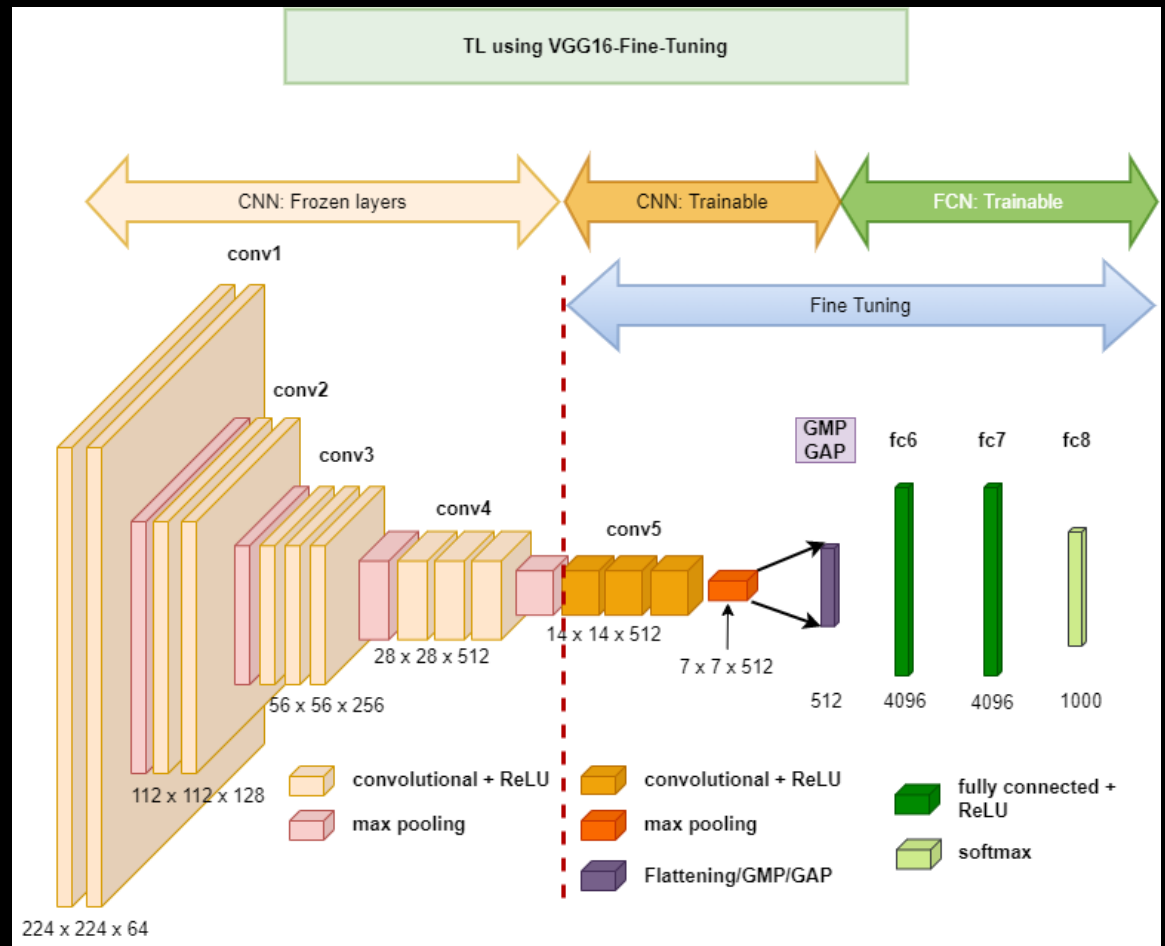 TL using VGG16-Fine-Tuning
CNN: Frozen layers
CNN: Trainable
FCN: Trainable
Fine Tuning
conv1
conv2
conv3
conv4
conv5
GMP
GAP
fc6
fc7
fc8
14 x 14 x 512
28 x 28 x 512
7 x 7 x 512
56 x 56 x 256
512
4096
4096
1000
112 x 112 x 128
224 x 224 x 64
convolutional + ReLU
max pooling
convolutional + ReLU
max pooling
Flattening/GMP/GAP
fully connected +
ReLU
softmax